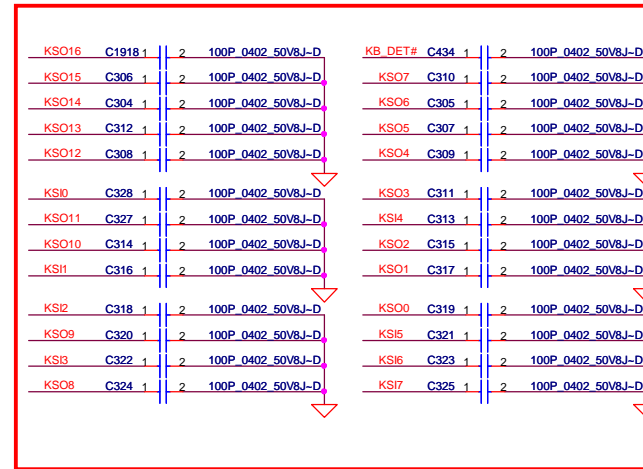 KSO16 C1918 1 2 100P_0402_50V8J~D
KSO15 C306 1 2 100P_0402_50V8J~D
KSO14 C304 1 2 100P_0402_50V8J~D
KSO13 C312 1 2 100P_0402_50V8J~D
KSO12 C308 1 2 100P_0402_50V8J~D
KSI0 C328 1 2 100P_0402_50V8J~D
KSO11 C327 1 2 100P_0402_50V8J~D
KSO10 C314 1 2 100P_0402_50V8J~D
KSI1 C316 1 2 100P_0402_50V8J~D
KSI2 C318 1 2 100P_0402_50V8J~D
KSO9 C320 1 2 100P_0402_50V8J~D
KSI3 C322 1 2 100P_0402_50V8J~D
KSO8 C324 1 2 100P_0402_50V8J~D
KB_DET# C434 1 2 100P_0402_50V8J~D
KSO7 C310 1 2 100P_0402_50V8J~D
KSO6 C305 1 2 100P_0402_50V8J~D
KSO5 C307 1 2 100P_0402_50V8J~D
KSO4 C309 1 2 100P_0402_50V8J~D
KSO3 C311 1 2 100P_0402_50V8J~D
KSI4 C313 1 2 100P_0402_50V8J~D
KSO2 C315 1 2 100P_0402_50V8J~D
KSO1 C317 1 2 100P_0402_50V8J~D
KSO0 C319 1 2 100P_0402_50V8J~D
KSI5 C321 1 2 100P_0402_50V8J~D
KSI6 C323 1 2 100P_0402_50V8J~D
KSI7 C325 1 2 100P_0402_50V8J~D